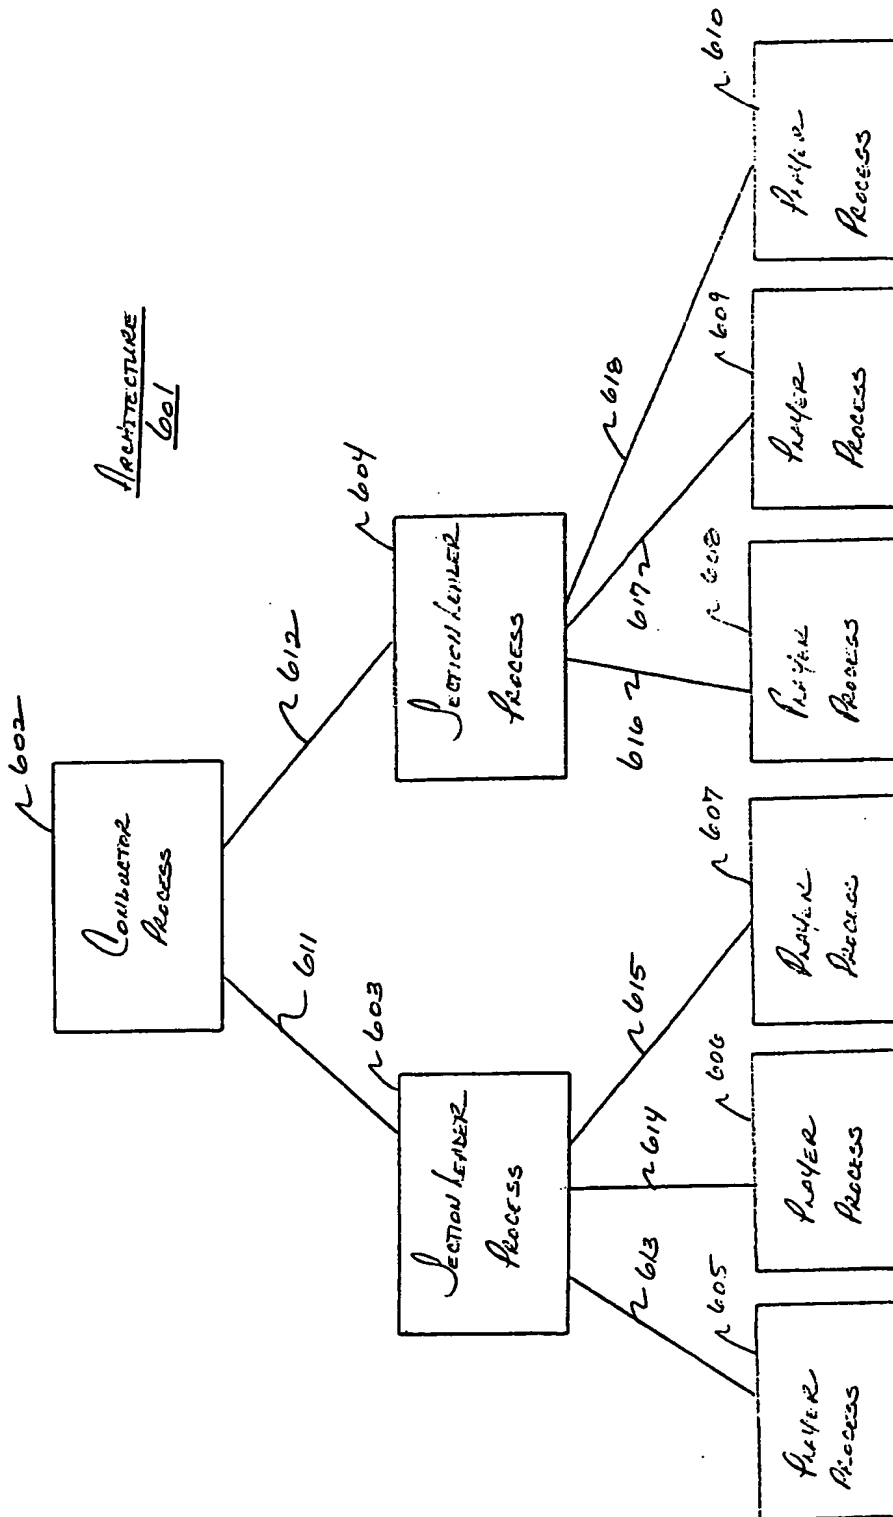 ARCHITECTURE
601
602
CONDUCTOR
PROCESS
611
612
603
604
SECTION LEADER
PROCESS
SECTION LEADER
PROCESS
613
614
615
616
617
618
605
606
607
608
609
610
PLAYER
PROCESS
PLAYER
PROCESS
PLAYER
PROCESS
PLAYER
PROCESS
PLAYER
PROCESS
PLAYER
PROCESS